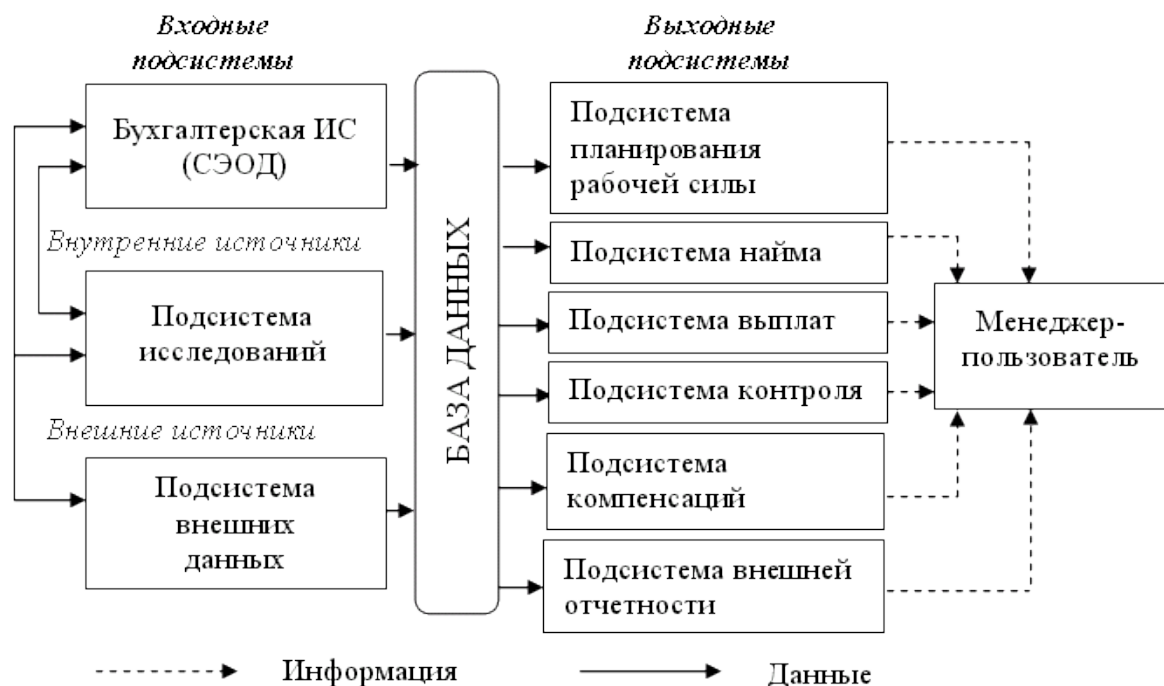 Входные
подсистемы
Бухгалтерская ИС
(СЭОД)
Внутренние источники
Подсистема
исследований
Внешние источники
Подсистема
внешних
данных
БАЗА ДАННЫХ
Выходные
подсистемы
Подсистема
планирования
рабочей силы
Подсистема найма
Подсистема выплат
Подсистема контроля
Подсистема
компенсаций
Подсистема внешней
отчетности
Менеджер-
пользователь
Информация
Данные